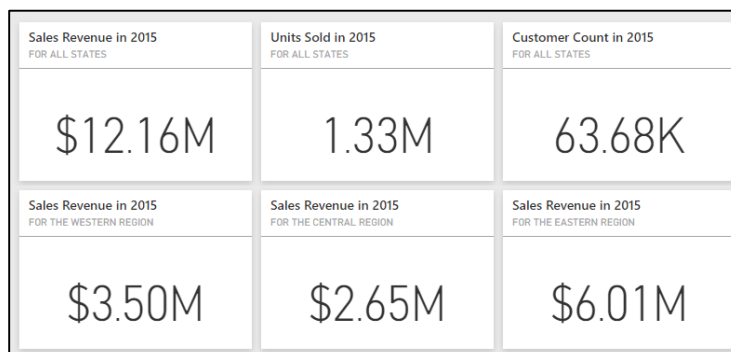 Sales Revenue in 2015
FOR ALL STATES
$12.16M
Units Sold in 2015
FOR ALL STATES
1.33M
Customer Count in 2015
FOR ALL STATES
63.68K
Sales Revenue in 2015
FOR THE WESTERN REGION
$3.50M
Sales Revenue in 2015
FOR THE CENTRAL REGION
$2.65M
Sales Revenue in 2015
FOR THE EASTERN REGION
$6.01M